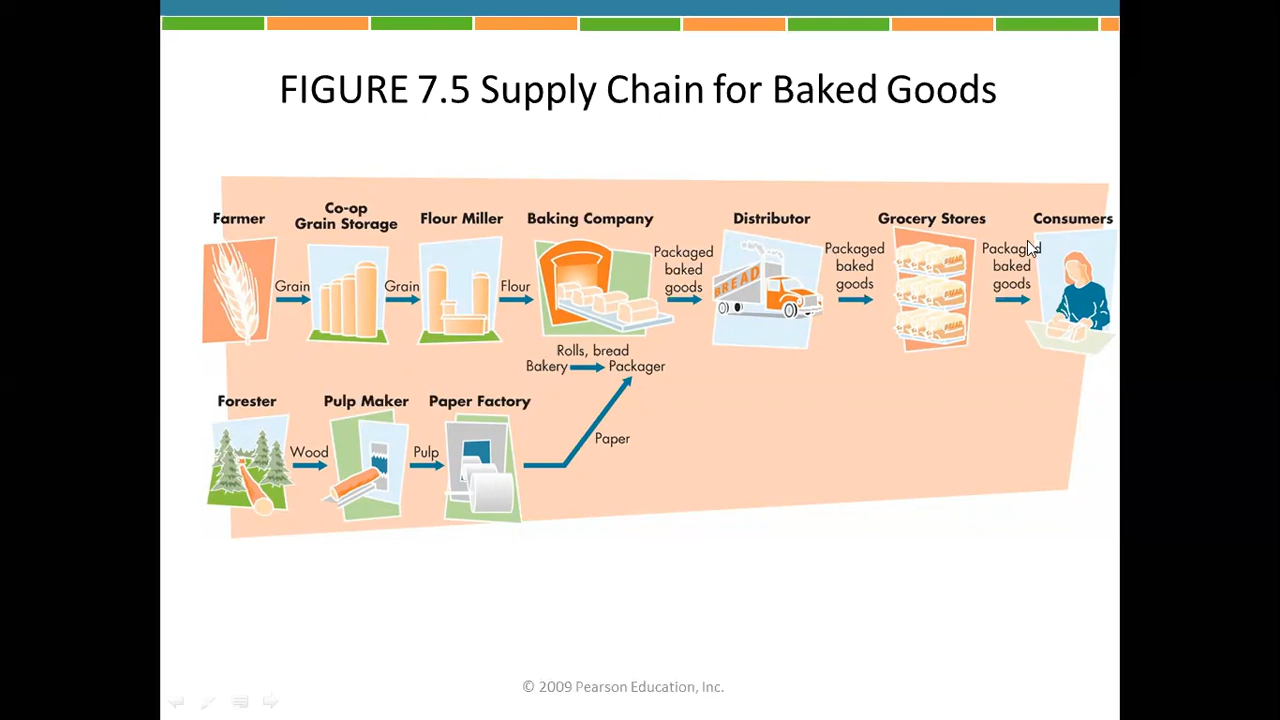 FIGURE 7.5 Supply Chain for Baked Goods
Farmer
Co-op
Grain Storage
Flour Miller
Baking Company
Distributor
Grocery Stores
Consumers
Grain
Grain
Flour
Packaged
baked
goods
BREAD
Packaged
baked
goods
Packaged
baked
goods
Rolls, bread
Bakery
Packager
Forester
Pulp Maker
Paper Factory
Wood
Pulp
Paper
© 2009 Pearson Education, Inc.